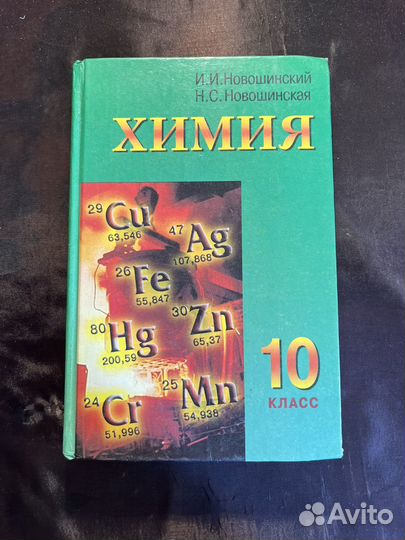 И.И.Новошинский
Н.С.Новошинская
ХИМИЯ
29 Cu
63,546
47 Ag
107,868
26 Fe
55,847
30 Zn
65,37
80 Hg
200,59
25 Mn
54,938
24 Cr
51,996
10
КЛАСС
Avito